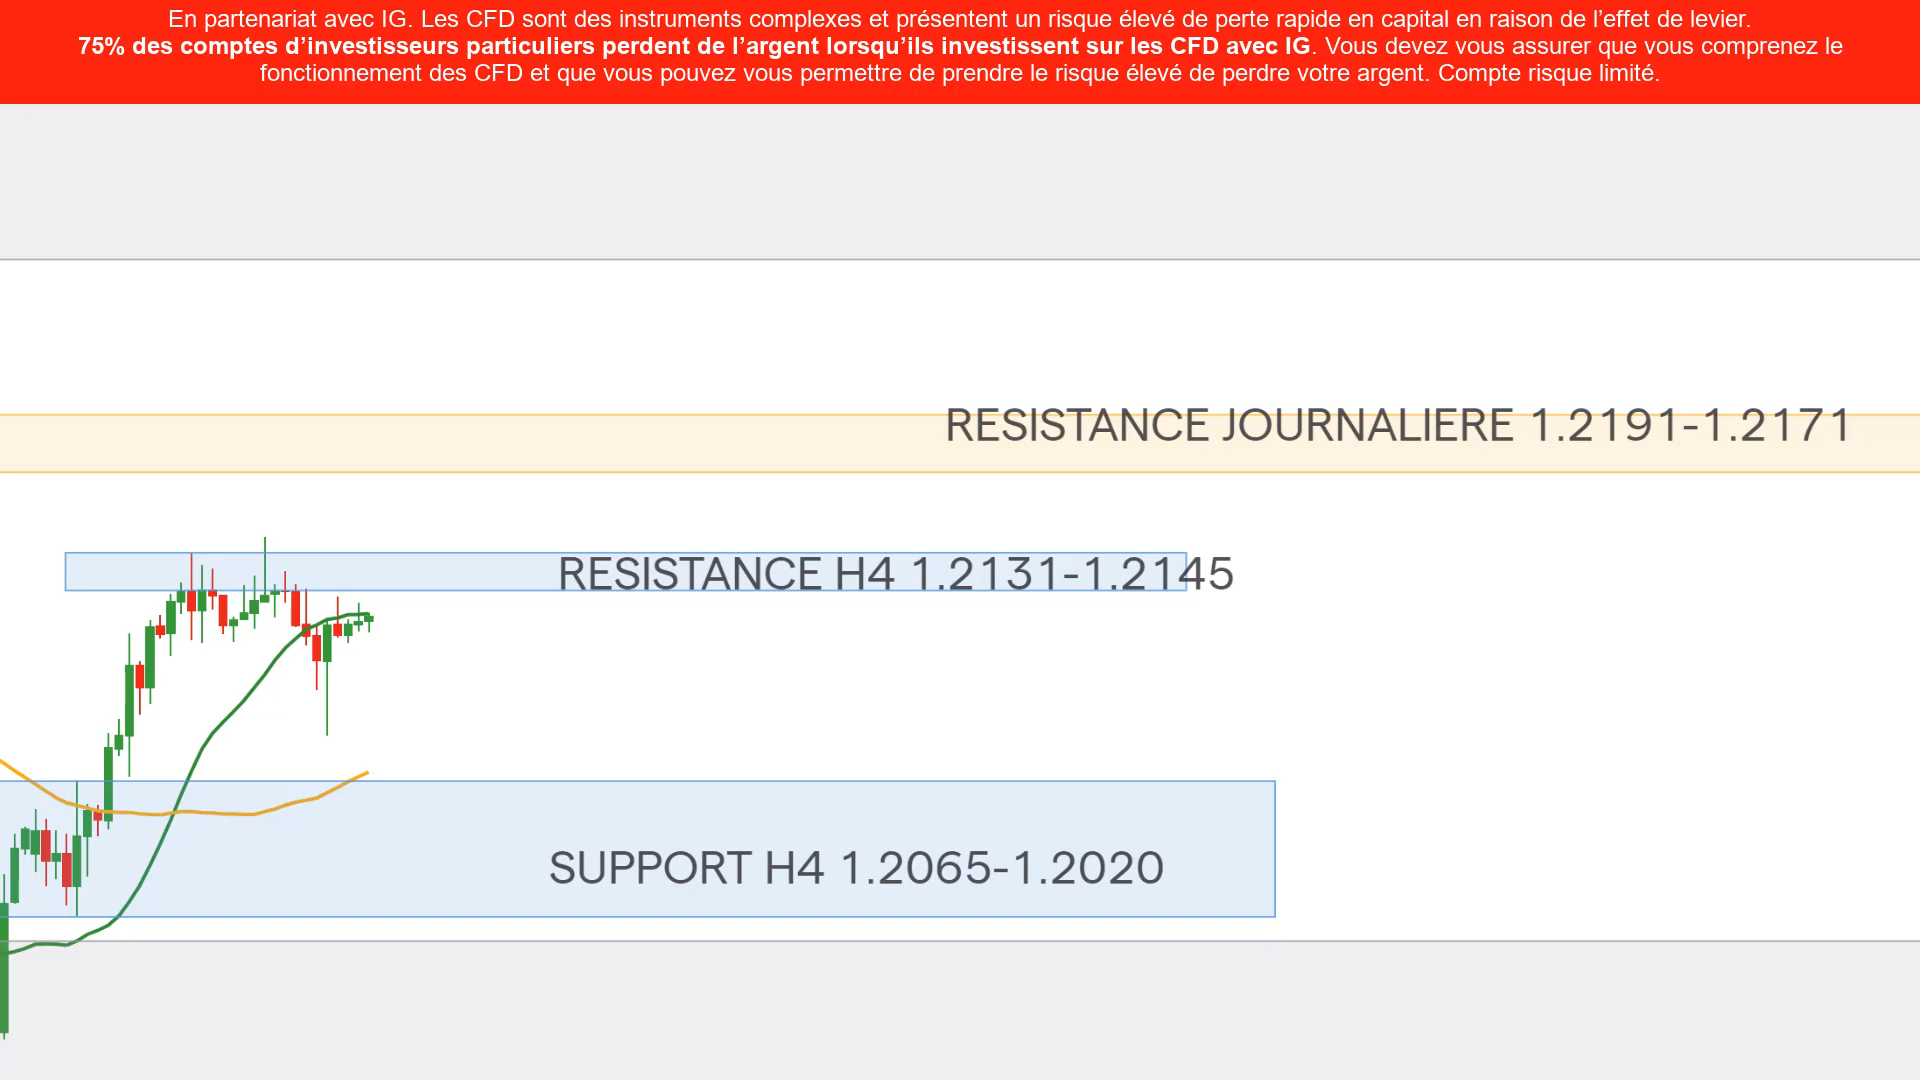 En partenariat avec IG. Les CFD sont des instruments complexes et présentent un risque élevé de perte rapide en capital en raison de l’effet de levier.
75% des comptes d’investisseurs particuliers perdent de l’argent lorsqu’ils investissent sur les CFD avec IG. Vous devez vous assurer que vous comprenez le
fonctionnement des CFD et que vous pouvez vous permettre de prendre le risque élevé de perdre votre argent. Compte risque limité.
RESISTANCE JOURNALIERE 1.2191-1.2171
RESISTANCE H4 1.2131-1.2145
SUPPORT H4 1.2065-1.2020